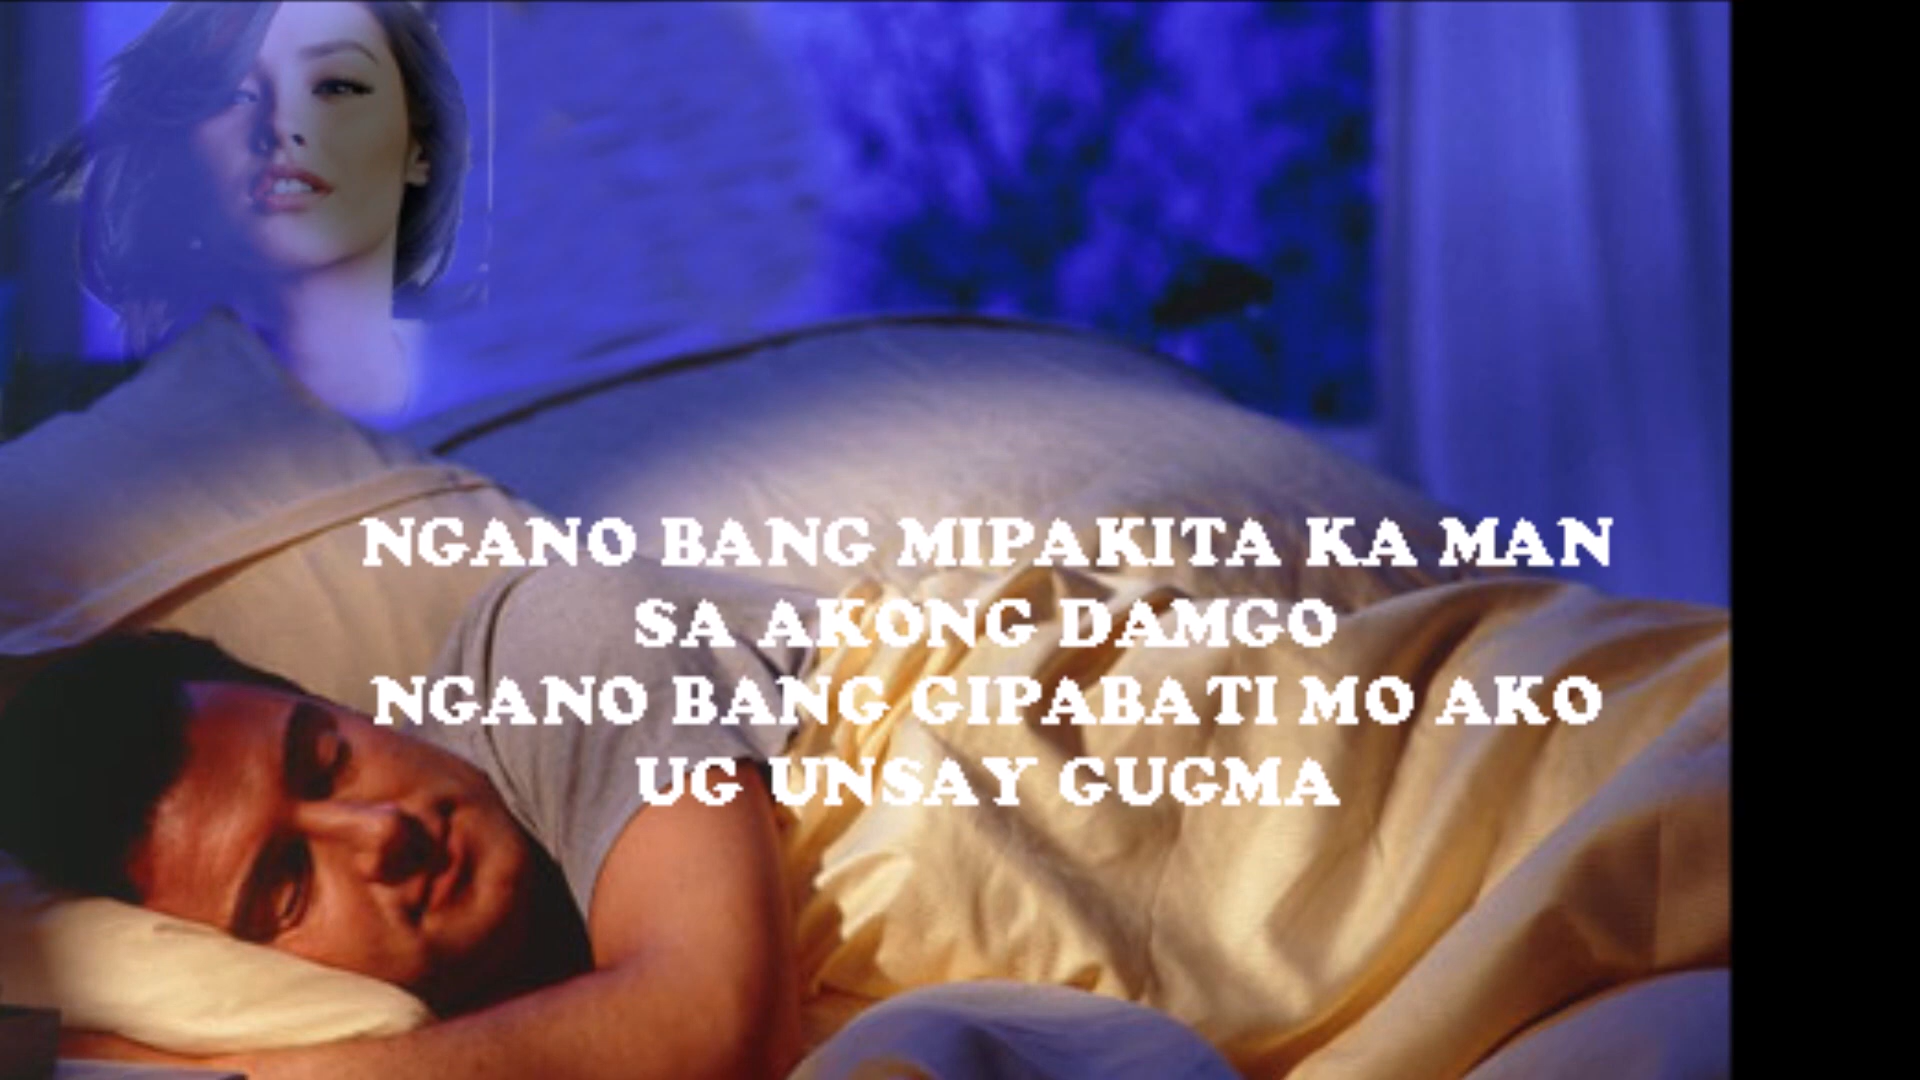 NGANO BANG MIPAKITA KA MAN
SA AKONG DAMGO
NGANO BANG GIPABATI MO AKO
UG UNSAY GUGMA